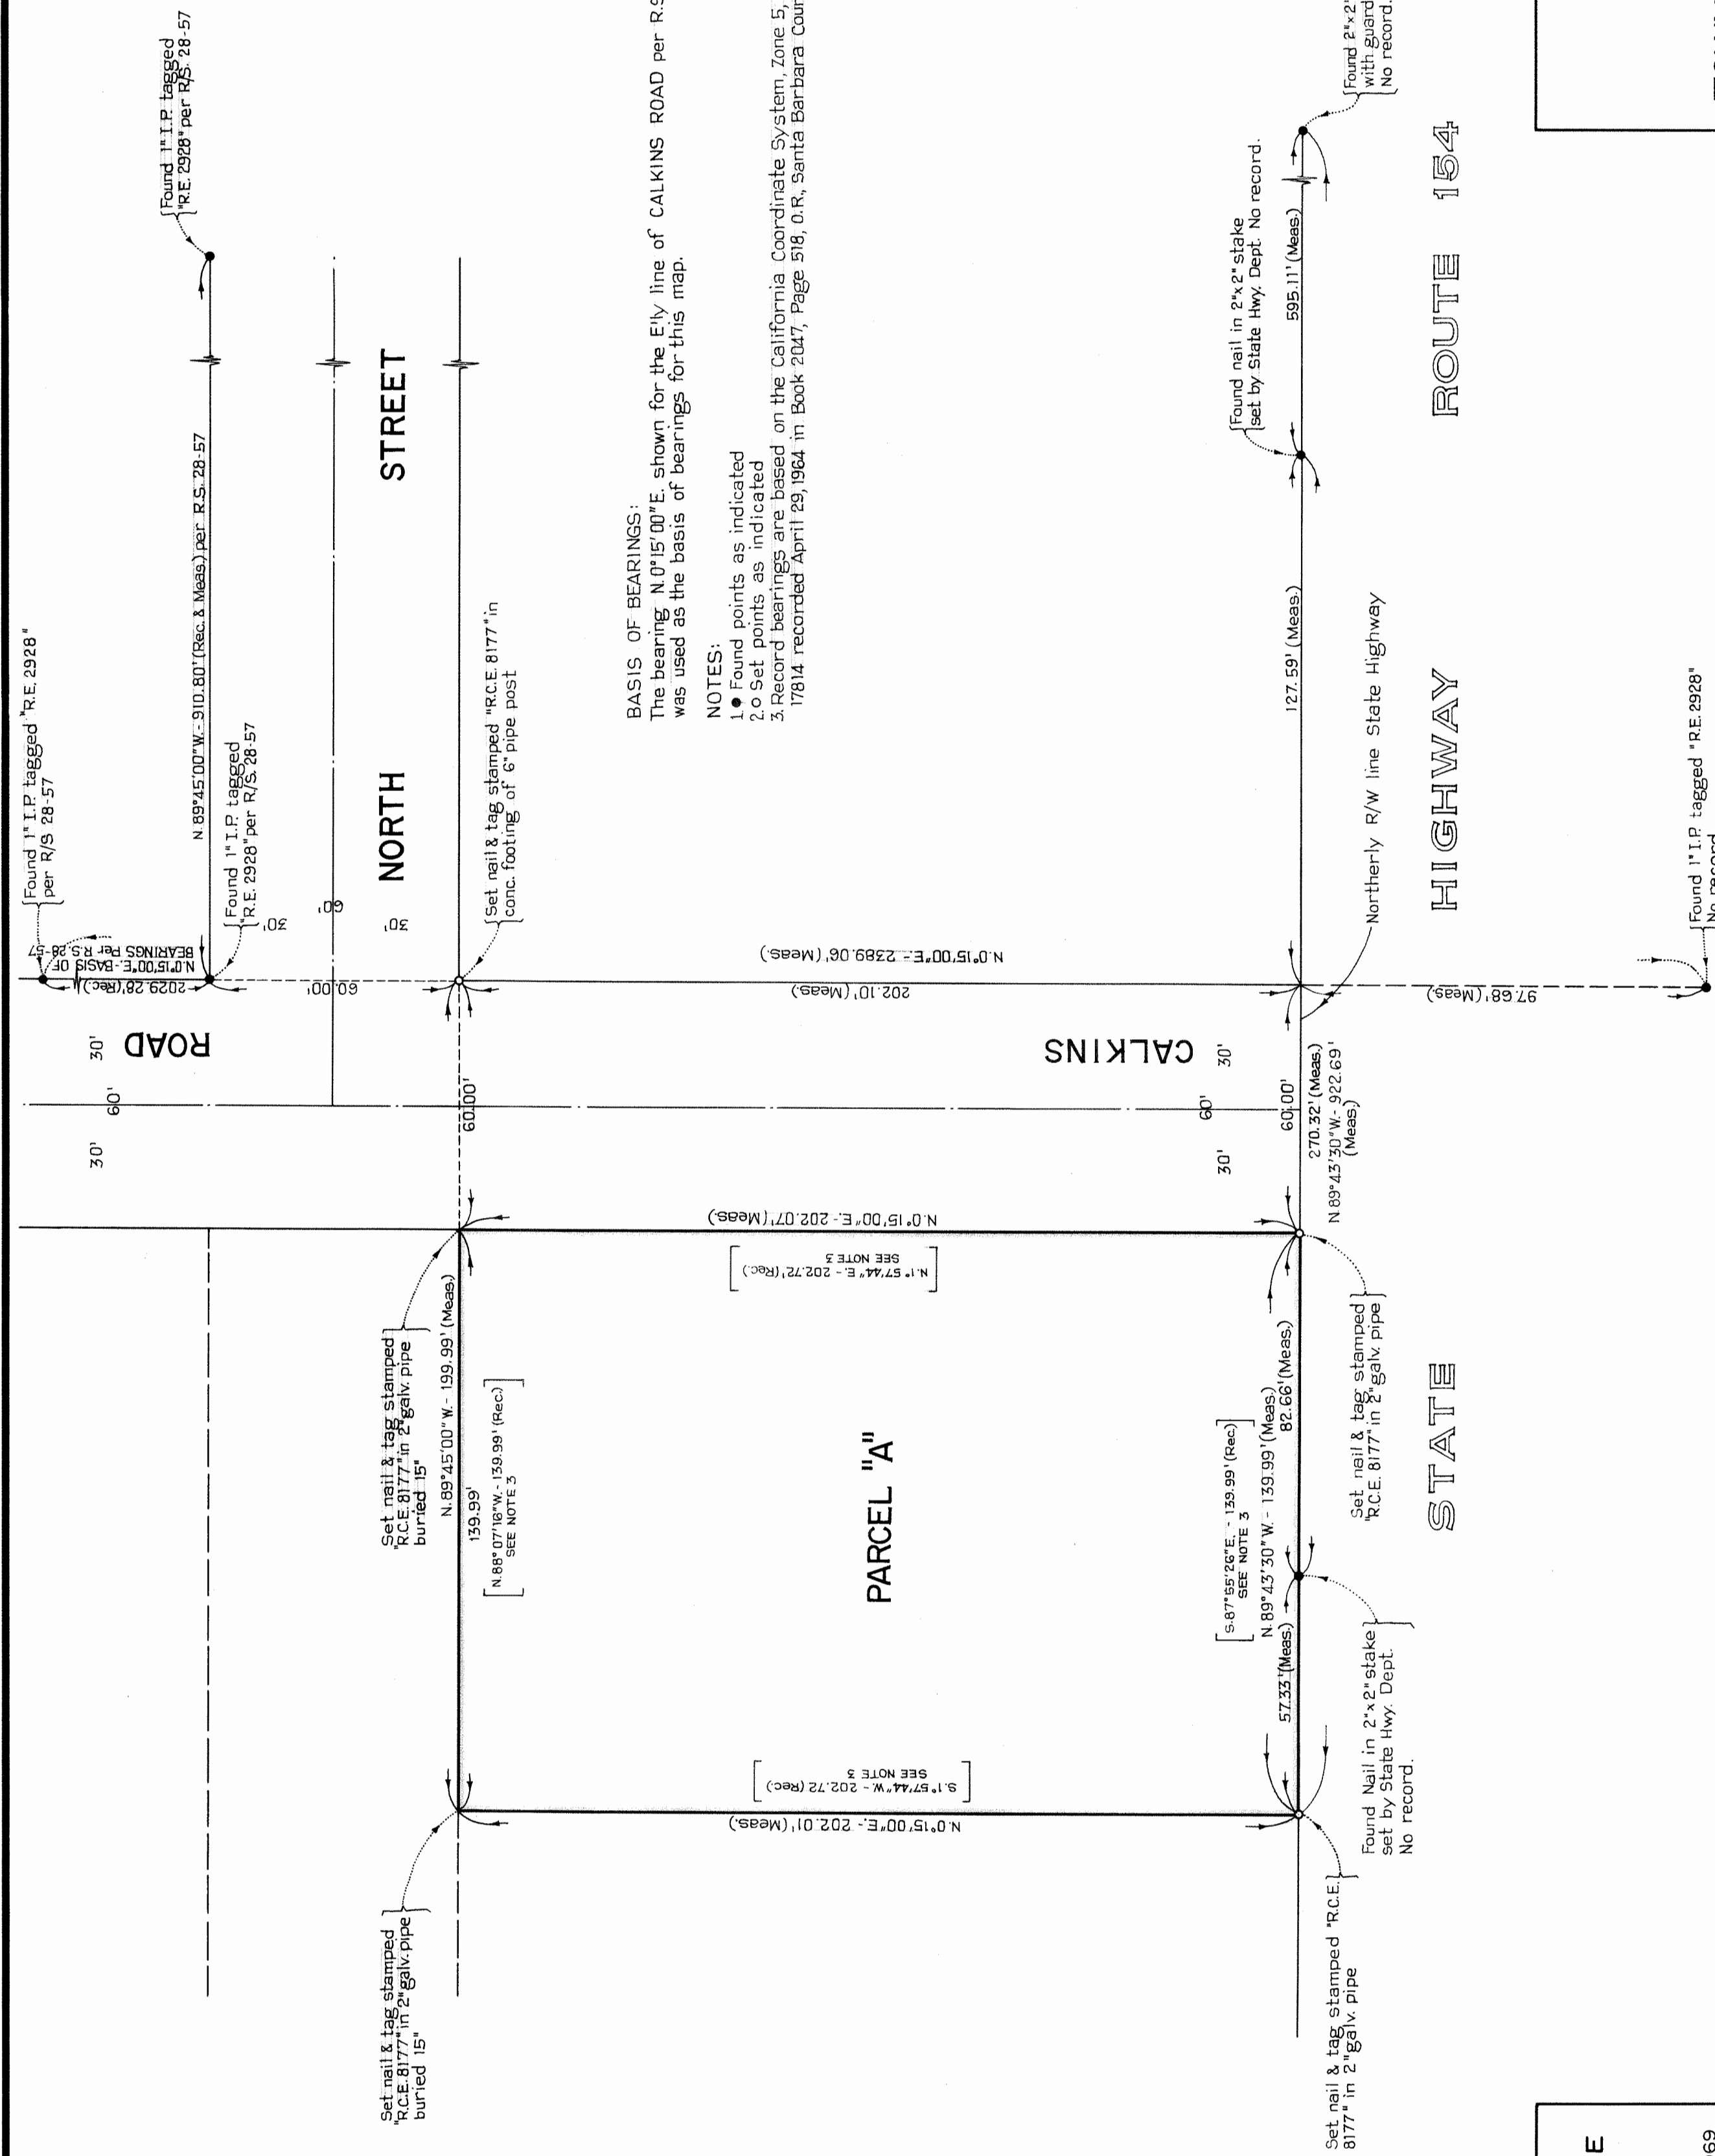 Found 1" I.P. tagged "R.E. 2928"
per R/S 28-57
Found 1" I.P. tagged
"R.E. 2928" per R/S. 28-57
N.89°45'00"W.- 910.80' (Rec. & Meas.) per R.S. 28-57
Found 1" I.P. tagged
"R.E. 2928" per R/S. 28-57
2029.28' (Rec.)
N.0°15'00"E.-BASIS OF
BEARINGS Per R.S. 28-57
30'
60'
30'
NORTH STREET
60.00'
ROAD
30'
60'
30'
Set nail & tag stamped "R.C.E. 8177" in
conc. footing of 6" pipe post
60.00'
BASIS OF BEARINGS:
The bearing N.0°15'00"E. shown for the E'ly line of CALKINS ROAD per R.S
was used as the basis of bearings for this map.
NOTES:
1. ● Found points as indicated
2. o Set points as indicated
3. Record bearings are based on the California Coordinate System, Zone 5,
17814 recorded April 29, 1964 in Book 2047, Page 518, O.R., Santa Barbara Cour
202.10' (Meas.)
N.0°15'00"E.- 2389.06' (Meas.)
CALKINS
30'
60'
30'
60.00'
Set nail & tag stamped
"R.C.E. 8177" in 2" galv. pipe
buried 15"
Set nail & tag stamped
"R.C.E. 8177" in 2" galv. pipe
buried 15"
N.89°45'00"W.- 199.99' (Meas.)
139.99'
[N.88°07'16"W.- 139.99' (Rec.)
SEE NOTE 3]
N.0°15'00"E.- 202.07' (Meas.)
[N.1°57'44"E.- 202.72' (Rec.)
SEE NOTE 3]
PARCEL "A"
[S.1°57'44"W.- 202.72 (Rec.)
SEE NOTE 3]
N.0°15'00"E.- 202.01' (Meas.)
[S.87°55'26"E. - 139.99' (Rec.)
SEE NOTE 3]
N.89°43'30"W.- 139.99' (Meas.)
57.33' (Meas.)
82.66' (Meas.)
270.32' (Meas.)
N.89°43'30"W.- 922.69'
(Meas.)
127.59' (Meas.)
595.11' (Meas.)
Found nail in 2"x2" stake
set by State Hwy. Dept. No record.
Found 2"x2"
with guard
No record.
Northerly R/W line State Highway
Set nail & tag stamped "R.C.E.
8177" in 2" galv. pipe
Found Nail in 2"x2" stake
set by State Hwy. Dept.
No record.
Set nail & tag stamped
"R.C.E. 8177" in 2" galv. pipe
STATE HIGHWAY ROUTE 154
97.68' (Meas.)
Found 1" I.P. tagged "R.E. 2928"
No record
E
69